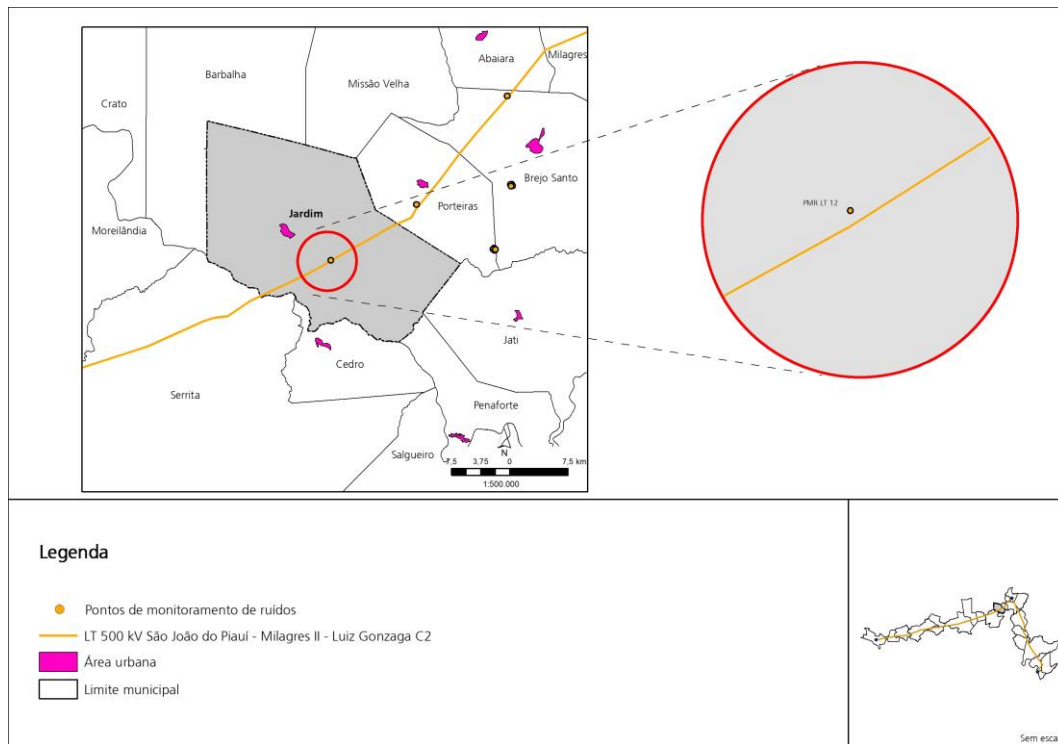 Abaiara
Milagres
Barbalha
Missão Velha
Crato
Brejo Santo
PMR LT 12
Porteiras
Jardim
Moreilândia
Jati
Cedro
Serrita
Penaforte
Salgueiro
N
7,5 3,75 0 7,5 km
1:500.000
Legenda
Pontos de monitoramento de ruídos
LT 500 kV São João do Piauí - Milagres II - Luiz Gonzaga C2
Área urbana
Limite municipal
Sem esca